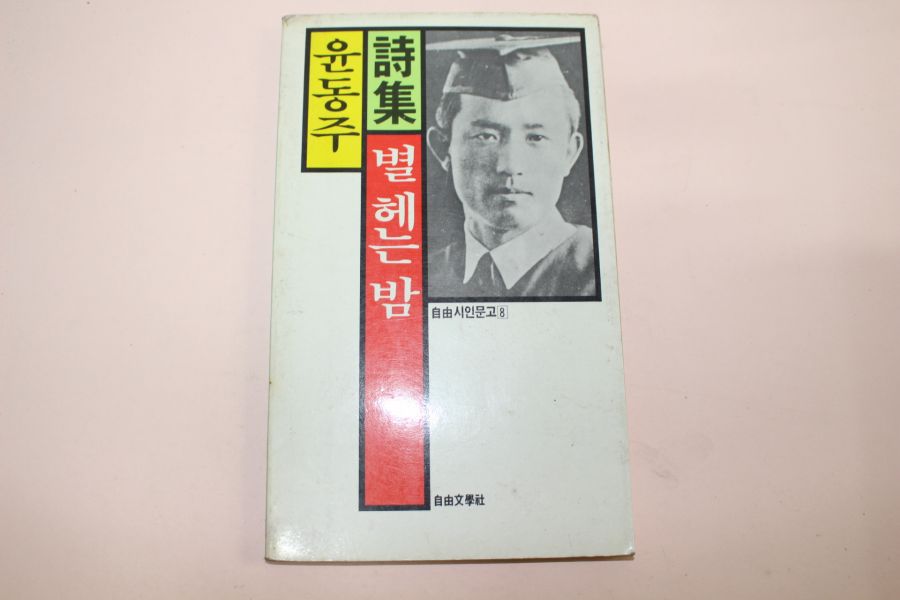 윤동주
詩集
별 헤는 밤
自由시인문고 8
自由文學社